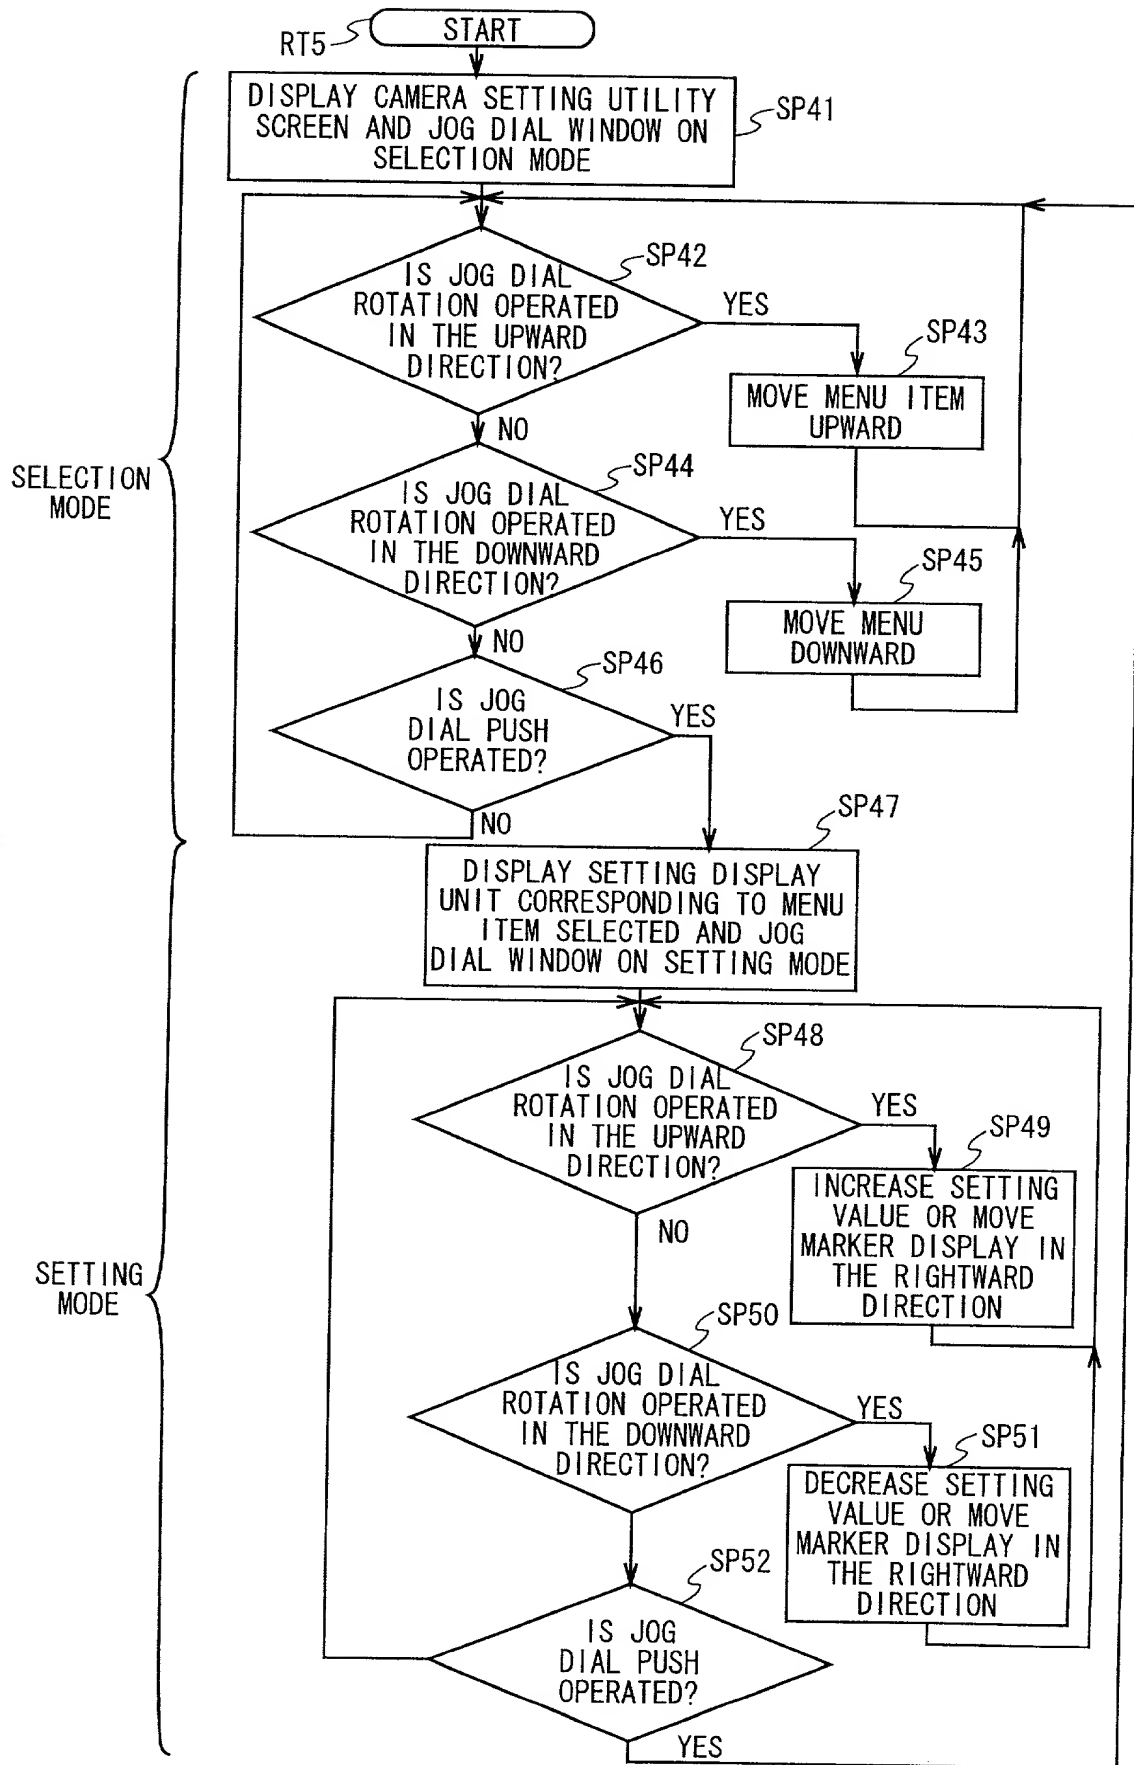 START
RT5
DISPLAY CAMERA SETTING UTILITY
SCREEN AND JOG DIAL WINDOW ON
SELECTION MODE
SP41
IS JOG DIAL
ROTATION OPERATED
IN THE UPWARD
DIRECTION?
SP42
YES
SP43
MOVE MENU ITEM
UPWARD
NO
SELECTION
MODE
IS JOG DIAL
ROTATION OPERATED
IN THE DOWNWARD
DIRECTION?
SP44
YES
SP45
MOVE MENU
DOWNWARD
NO
IS JOG
DIAL PUSH
OPERATED?
SP46
YES
NO
SP47
DISPLAY SETTING DISPLAY
UNIT CORRESPONDING TO MENU
ITEM SELECTED AND JOG
DIAL WINDOW ON SETTING MODE
IS JOG DIAL
ROTATION OPERATED
IN THE UPWARD
DIRECTION?
SP48
YES
SP49
INCREASE SETTING
VALUE OR MOVE
MARKER DISPLAY IN
THE RIGHTWARD
DIRECTION
NO
SETTING
MODE
IS JOG DIAL
ROTATION OPERATED
IN THE DOWNWARD
DIRECTION?
SP50
YES
SP51
DECREASE SETTING
VALUE OR MOVE
MARKER DISPLAY IN
THE RIGHTWARD
DIRECTION
SP52
IS JOG
DIAL PUSH
OPERATED?
YES